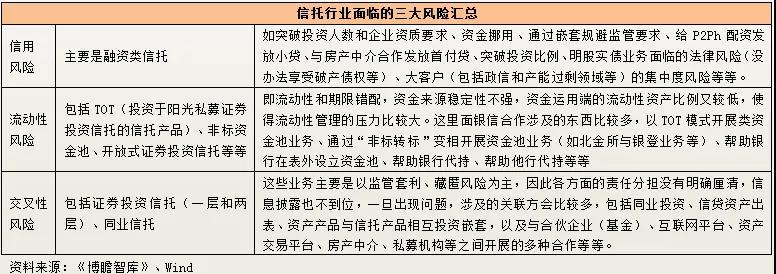 信托行业面临的三大风险汇总
信用
风险
主要是融资类信托
如突破投资人数和企业资质要求、资金挪用、通过嵌套规避监管要求、给P2Ph 配资发
放小贷、与房产中介合作发放首付贷、突破投资比例、明股实债业务面临的法律风险(没
办法享受破产债权等)、大客户(包括政信和产能过剩领域等)的集中度风险等等。
流动性
风险
包括TOT(投资于阳光私募证券
投资信托的信托产品)、非标资
金池、开放式证券投资信托等等
即流动性和期限错配,资金来源稳定性不强,资金运用端的流动性资产比例又较低,使
得流动性管理的压力比较大。这里面银信合作涉及的东西比较多,以TOT模式开展类资
金池业务、通过“非标转标”变相开展资金池业务(如北金所与银登业务等)、帮助银
行在表外设立资金池、帮助银行代持、帮助他行代持等等
交叉性
风险
包括证券投资信托(一层和两
层)、同业信托
这些业务主要是以监管套利、藏匿风险为主,因此各方面的责任分担没有明确厘清,信
息披露也不到位,一旦出现问题,涉及的关联方会比较多,包括同业投资、信贷资产出
表、资产产品与信托产品相互投资嵌套,以及与合伙企业(基金)、互联网平台、资产
交易平台、房产中介、私募机构等之间开展的多种合作等等。
资料来源:《博瞻智库》、Wind